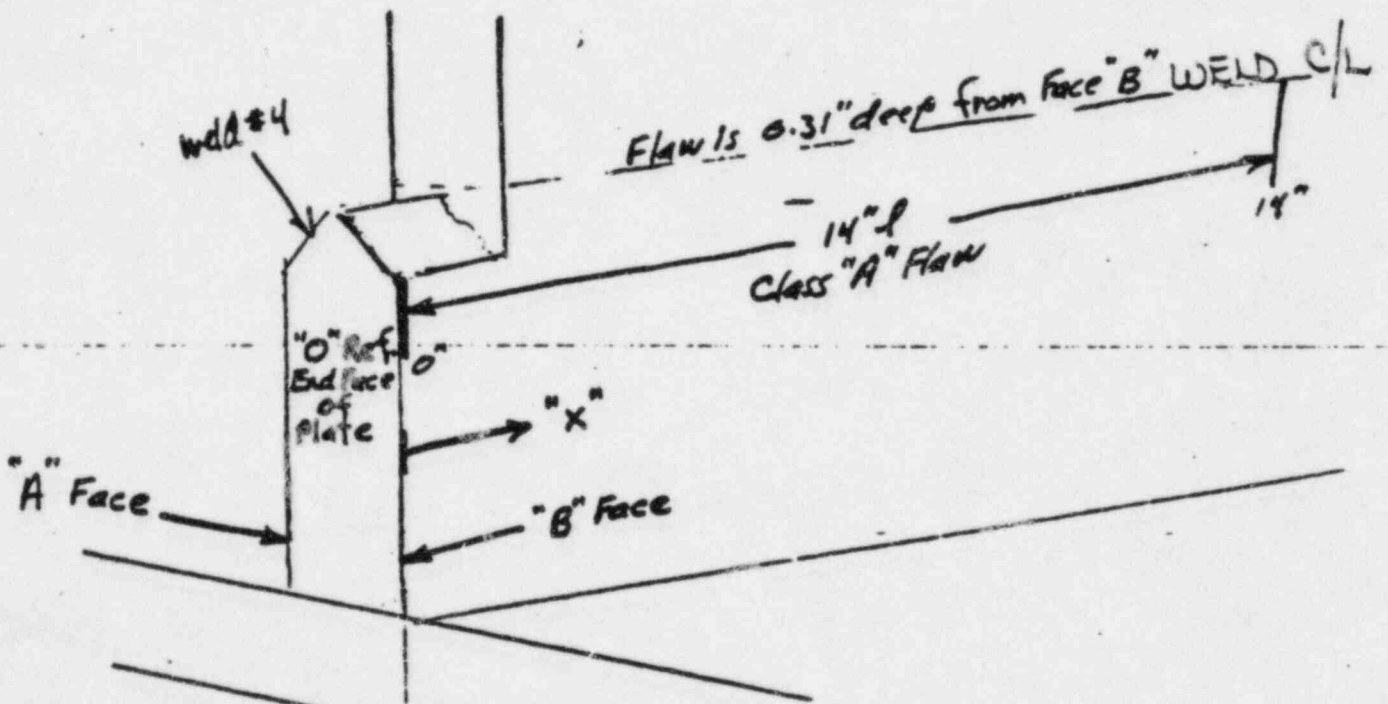 weld #4
Flaw is 0.31" deep from Face "B" WELD C/L
14" l
Class "A" Flaw
14"
"O" Ref.
End Face
of
Plate
0"
"X"
"A" Face
"B" Face